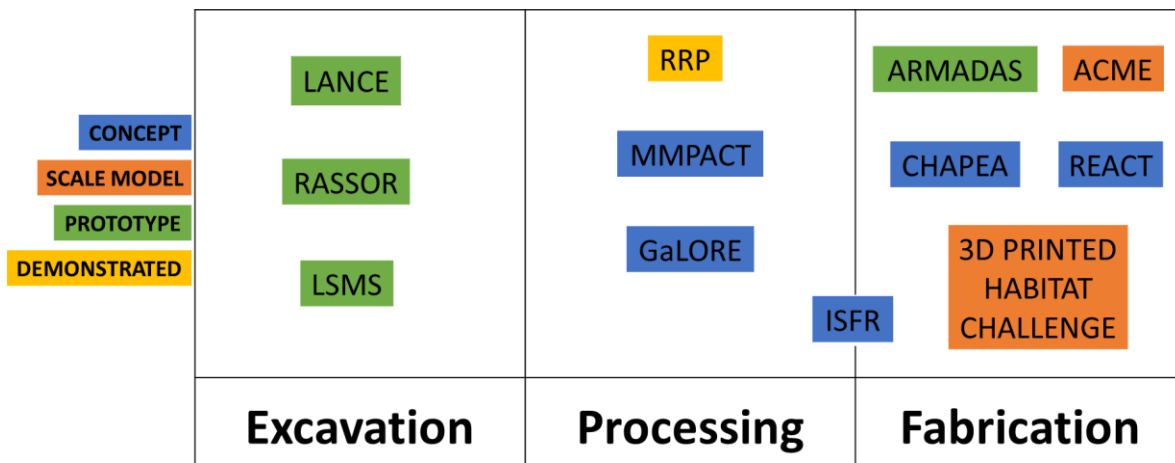 CONCEPT
SCALE MODEL
PROTOTYPE
DEMONSTRATED
LANCE
RASSOR
LSMS
RRP
MMPACT
GaLORE
ISFR
ARMADAS
ACME
CHAPEA
REACT
3D PRINTED
HABITAT
CHALLENGE
Excavation
Processing
Fabrication